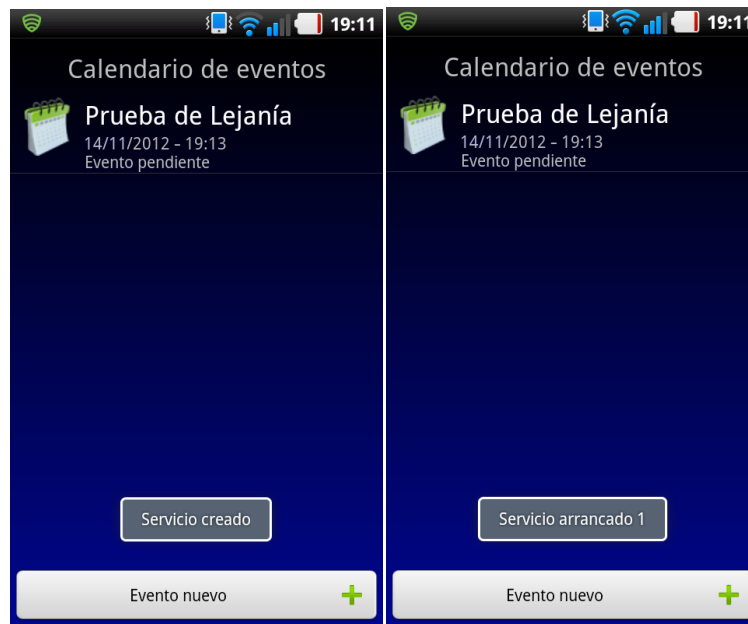 19:11
Calendario de eventos
Prueba de Lejanía
14/11/2012 - 19:13
Evento pendiente
Servicio creado
Evento nuevo
19:11
Calendario de eventos
Prueba de Lejanía
14/11/2012 - 19:13
Evento pendiente
Servicio arrancado 1
Evento nuevo